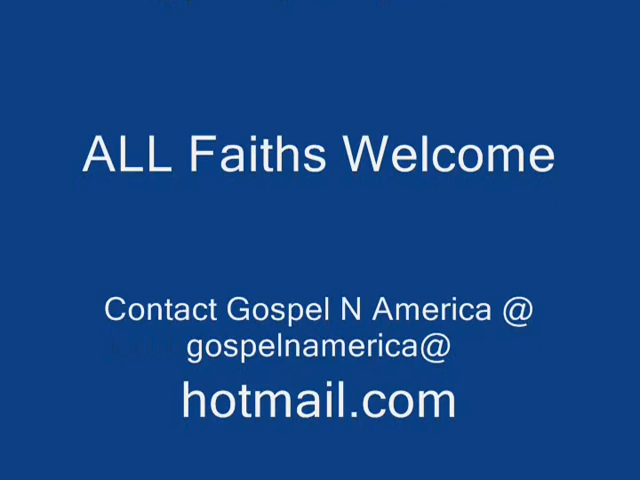 ALL Faiths Welcome
Contact Gospel N America @
gospelnamerica@
hotmail.com